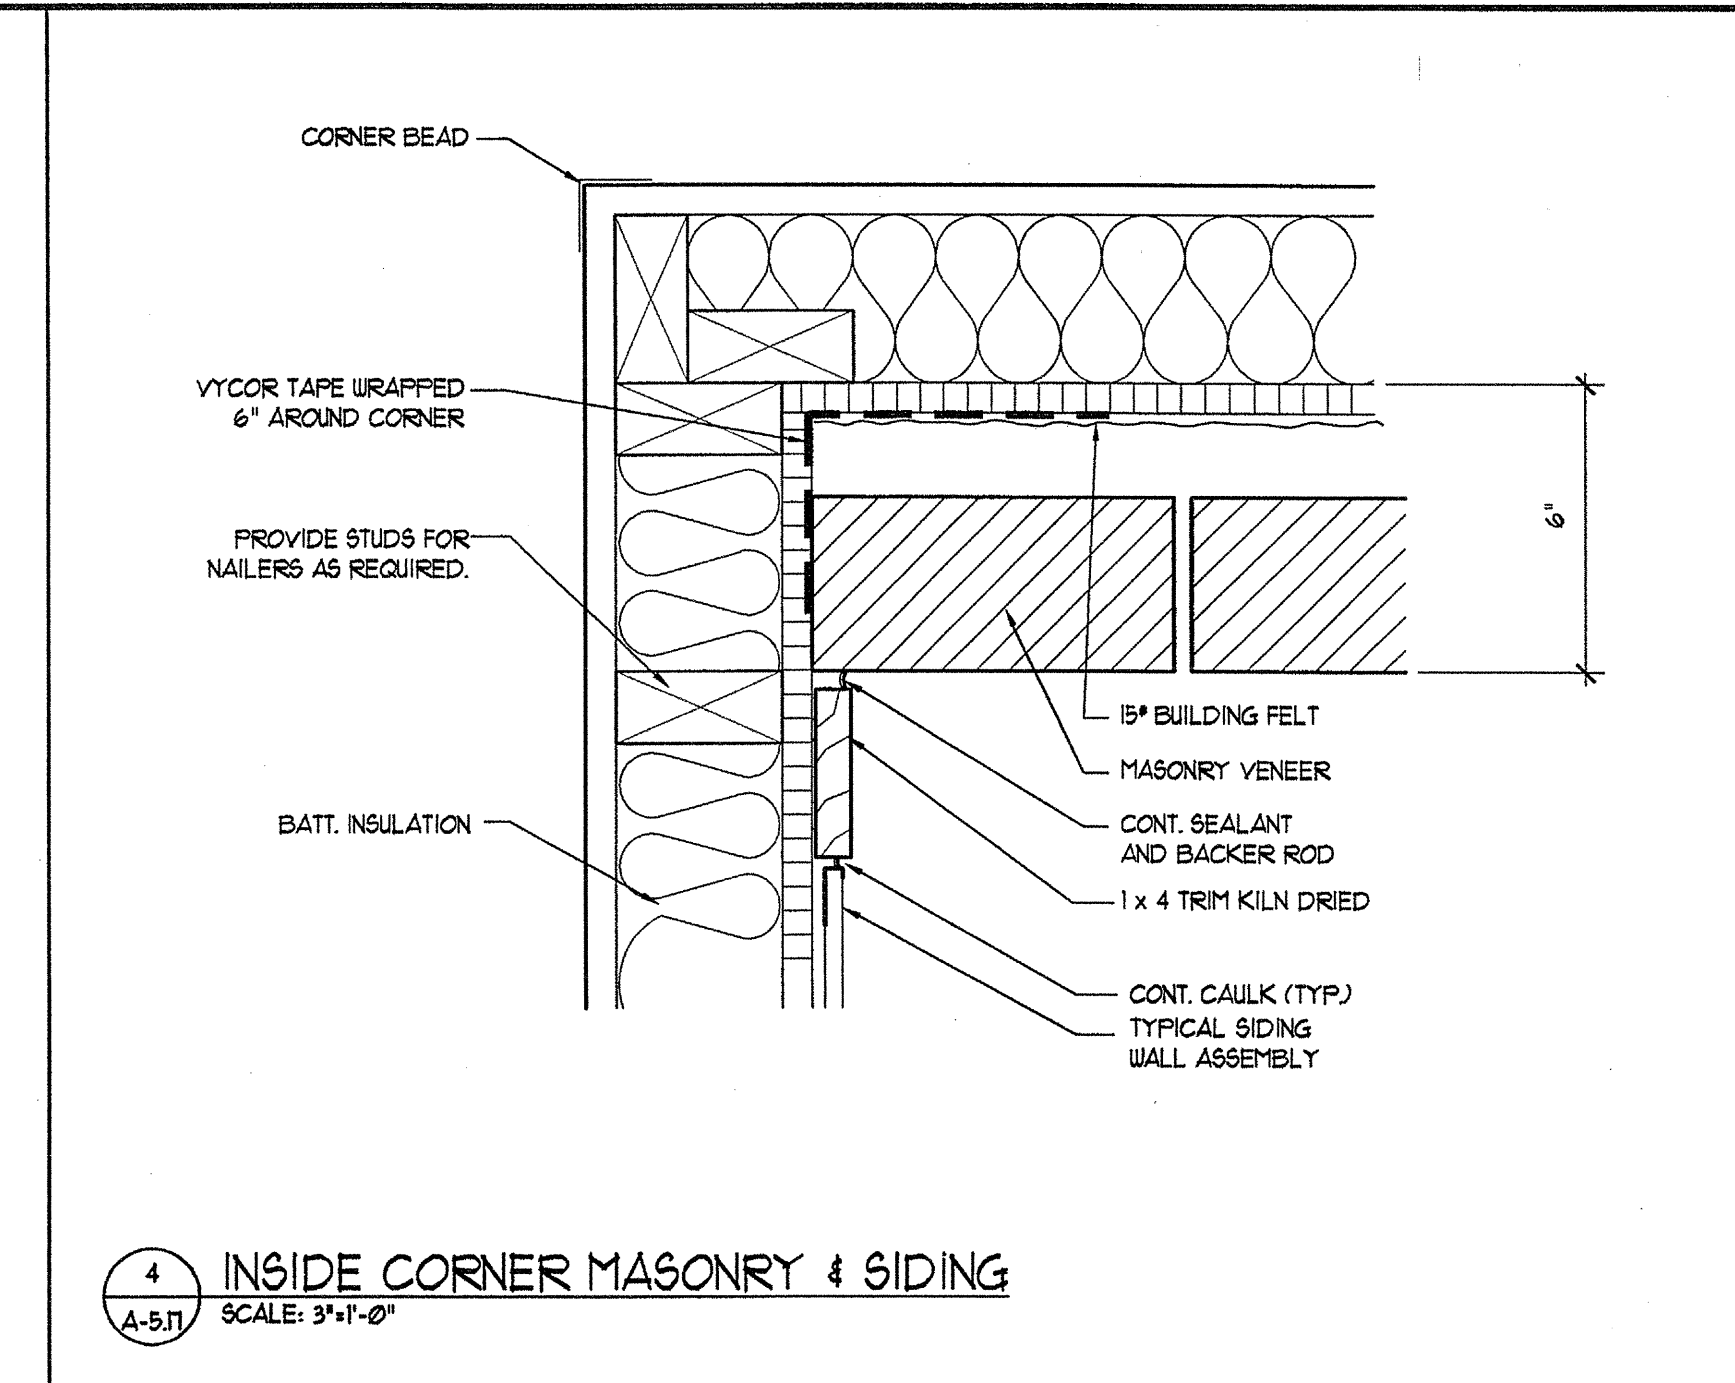 CORNER BEAD
VYCOR TAPE WRAPPED
6" AROUND CORNER
PROVIDE STUDS FOR
NAILERS AS REQUIRED.
BATT. INSULATION
6"
15# BUILDING FELT
MASONRY VENEER
CONT. SEALANT
AND BACKER ROD
1 x 4 TRIM KILN DRIED
CONT. CAULK (TYP.)
TYPICAL SIDING
WALL ASSEMBLY
4
A-5.17
INSIDE CORNER MASONRY & SIDING
SCALE: 3"=1'-0"